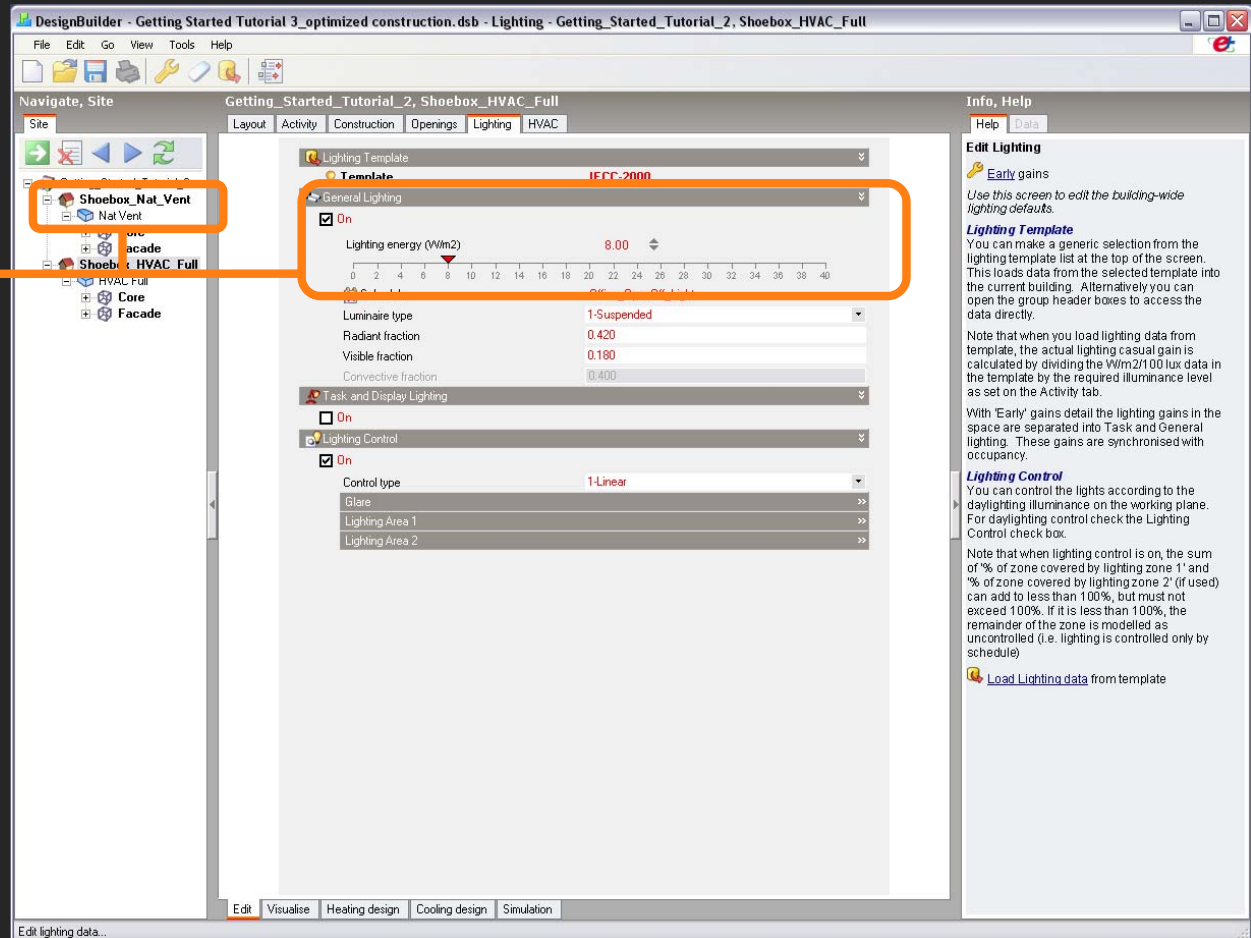 DesignBuilder - Getting Started Tutorial 3_optimized construction.dsb - Lighting - Getting_Started_Tutorial_2, Shoebox_HVAC_Full
File Edit Go View Tools Help
Navigate, Site
Site
Shoebox_Nat_Vent
Nat Vent
Facade
Shoebox_HVAC_Full
HVAC Full
Core
Facade
Getting_Started_Tutorial_2, Shoebox_HVAC_Full
Layout Activity Construction Openings Lighting HVAC
Lighting Template
Template IECC-2000
General Lighting
On
Lighting energy (W/m2) 8.00
0 2 4 6 8 10 12 14 16 18 20 22 24 26 28 30 32 34 36 38 40
Luminaire type 1-Suspended
Radiant fraction 0.420
Visible fraction 0.180
Convective fraction 0.400
Task and Display Lighting
On
Lighting Control
On
Control type 1-Linear
Glare
Lighting Area 1
Lighting Area 2
Edit Visualise Heating design Cooling design Simulation
Edit lighting data...
Info, Help
Help Data
Edit Lighting
Early gains
Use this screen to edit the building-wide
lighting defaults.
Lighting Template
You can make a generic selection from the
lighting template list at the top of the screen.
This loads data from the selected template into
the current building. Alternatively you can
open the group header boxes to access the
data directly.
Note that when you load lighting data from
template, the actual lighting casual gain is
calculated by dividing the W/m2/100 lux data in
the template by the required illuminance level
as set on the Activity tab.
With 'Early' gains detail the lighting gains in the
space are separated into Task and General
lighting. These gains are synchronised with
occupancy.
Lighting Control
You can control the lights according to the
daylighting illuminance on the working plane.
For daylighting control check the Lighting
Control check box.
Note that when lighting control is on, the sum
of '% of zone covered by lighting zone 1' and
'% of zone covered by lighting zone 2' (if used)
can add to less than 100%, but must not
exceed 100%. If it is less than 100%, the
remainder of the zone is modelled as
uncontrolled (i.e. lighting is controlled only by
schedule)
Load Lighting data from template